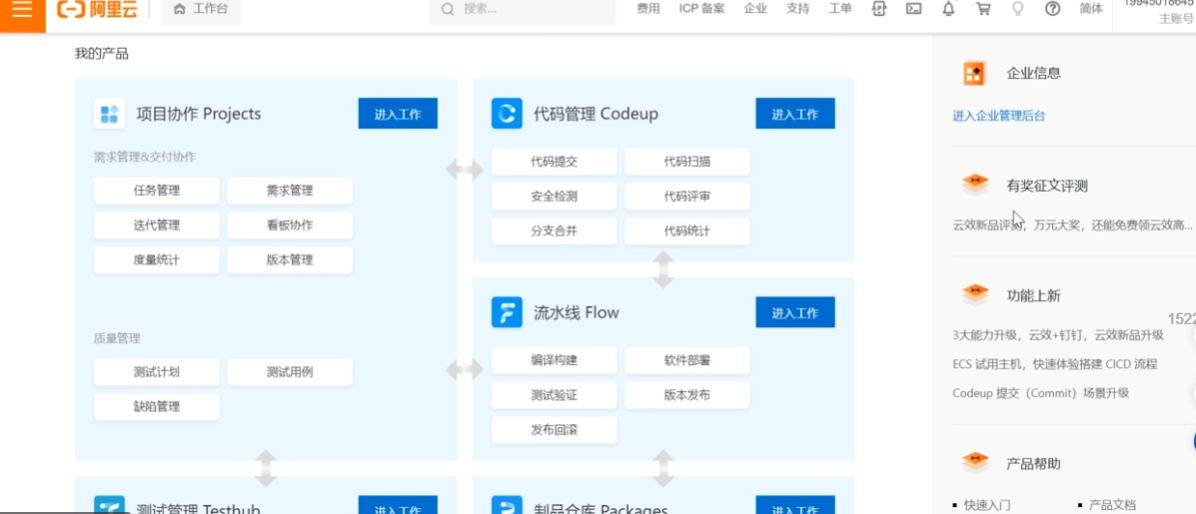 阿里云
工作台
搜索...
费用 ICP 备案 企业 支持 工单 简体
19945018645
主账号
我的产品
项目协作 Projects
进入工作
需求管理&交付协作
任务管理 需求管理
迭代管理 看板协作
度量统计 版本管理
质量管理
测试计划 测试用例
缺陷管理
代码管理 Codeup
进入工作
代码提交 代码扫描
安全检测 代码评审
分支合并 代码统计
流水线 Flow
进入工作
编译构建 软件部署
测试验证 版本发布
发布回滚
测试管理 Testhub
进入工作
制品仓库 Packages
进入工作
企业信息
进入企业管理后台
有奖征文评测
云效新品评测，万元大奖，还能免费领云效高...
功能上新
1522
3大能力升级，云效+钉钉，云效新品升级
ECS 试用主机，快速体验搭建 CICD 流程
Codeup 提交（Commit）场景升级
产品帮助
快速入门 产品文档